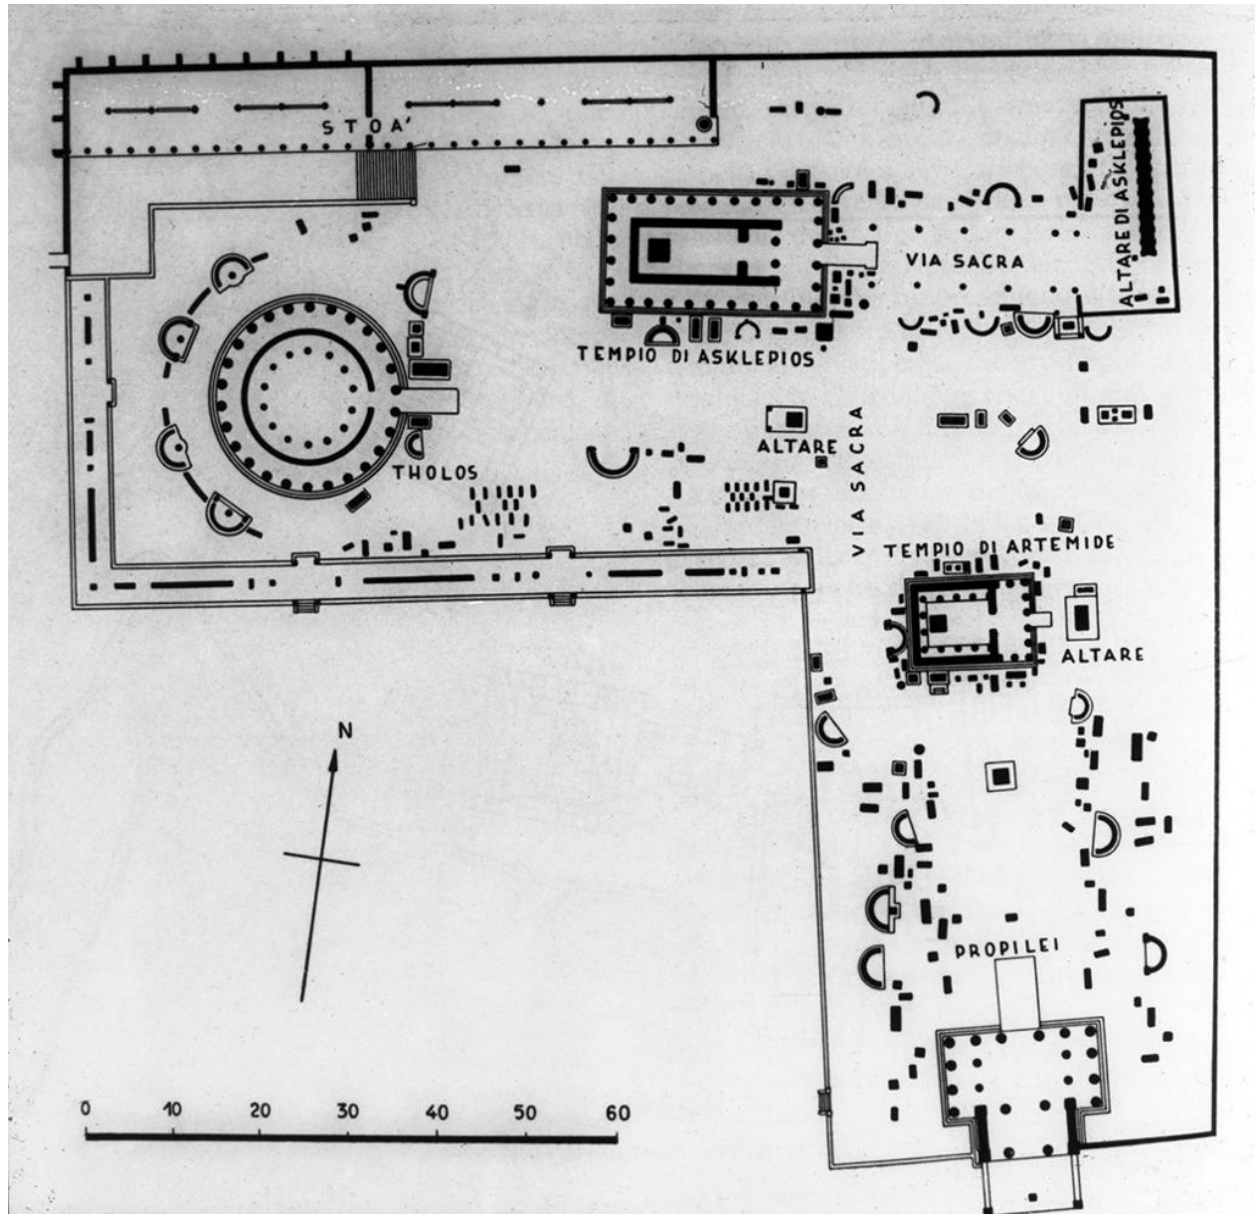 STOA'
ALTARE DI ASKLEPIOS
VIA SACRA
TEMPIO DI ASKLEPIOS
ALTARE
VIA SACRA
THOLOS
TEMPIO DI ARTEMIDE
ALTARE
N
PROPILEI
0 10 20 30 40 50 60